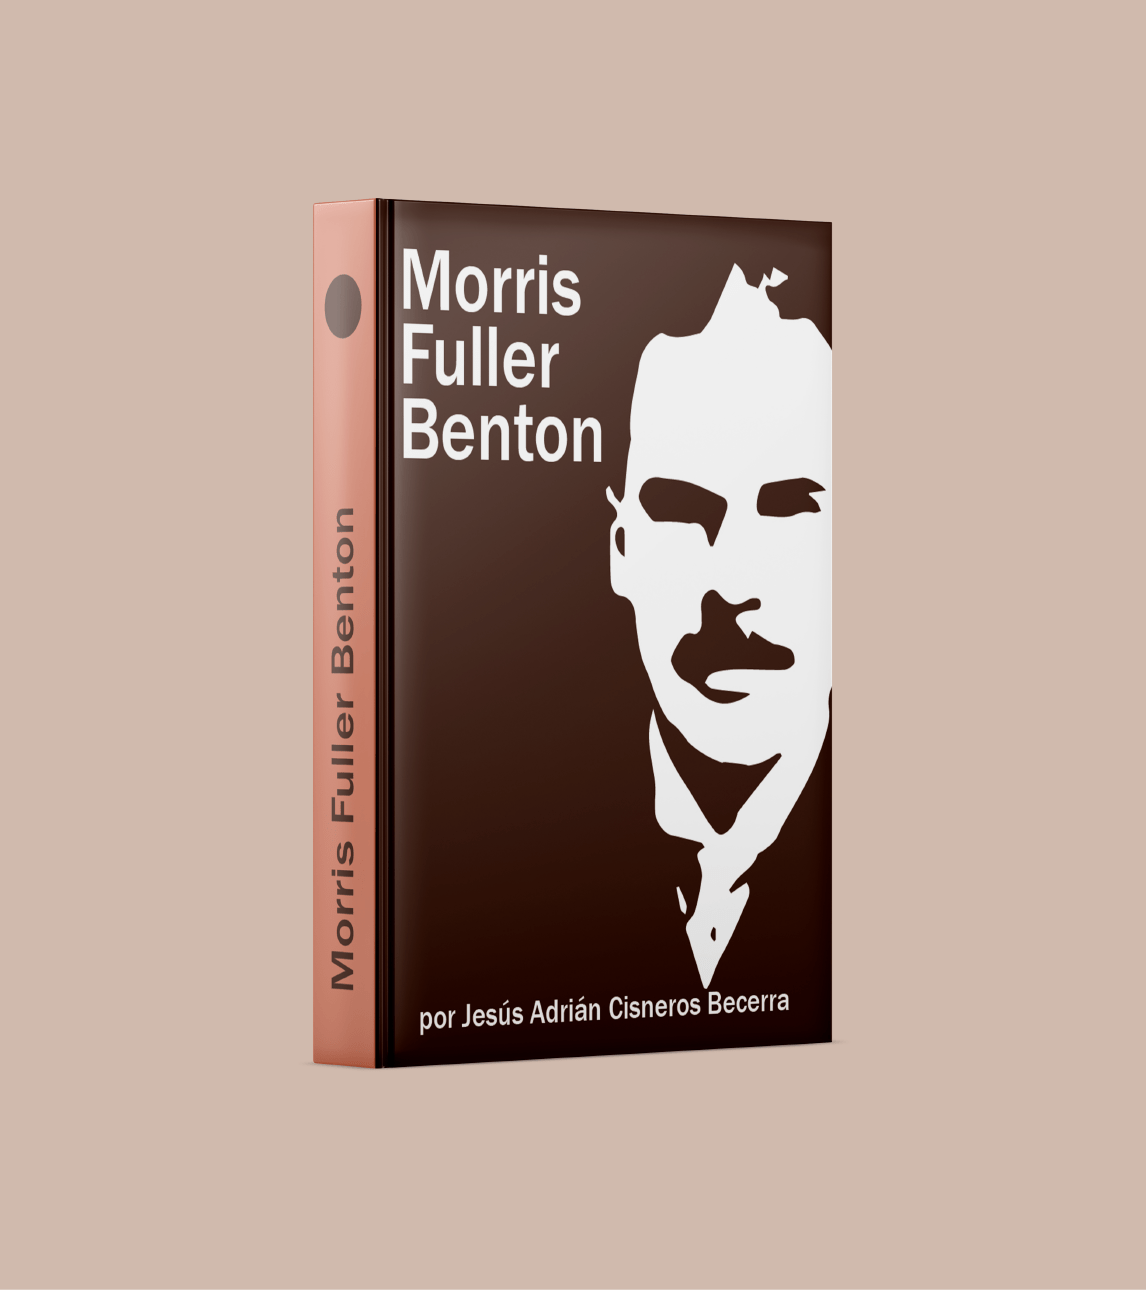 Morris
Fuller
Benton
por Jesús Adrián Cisneros Becerra
Morris Fuller Benton